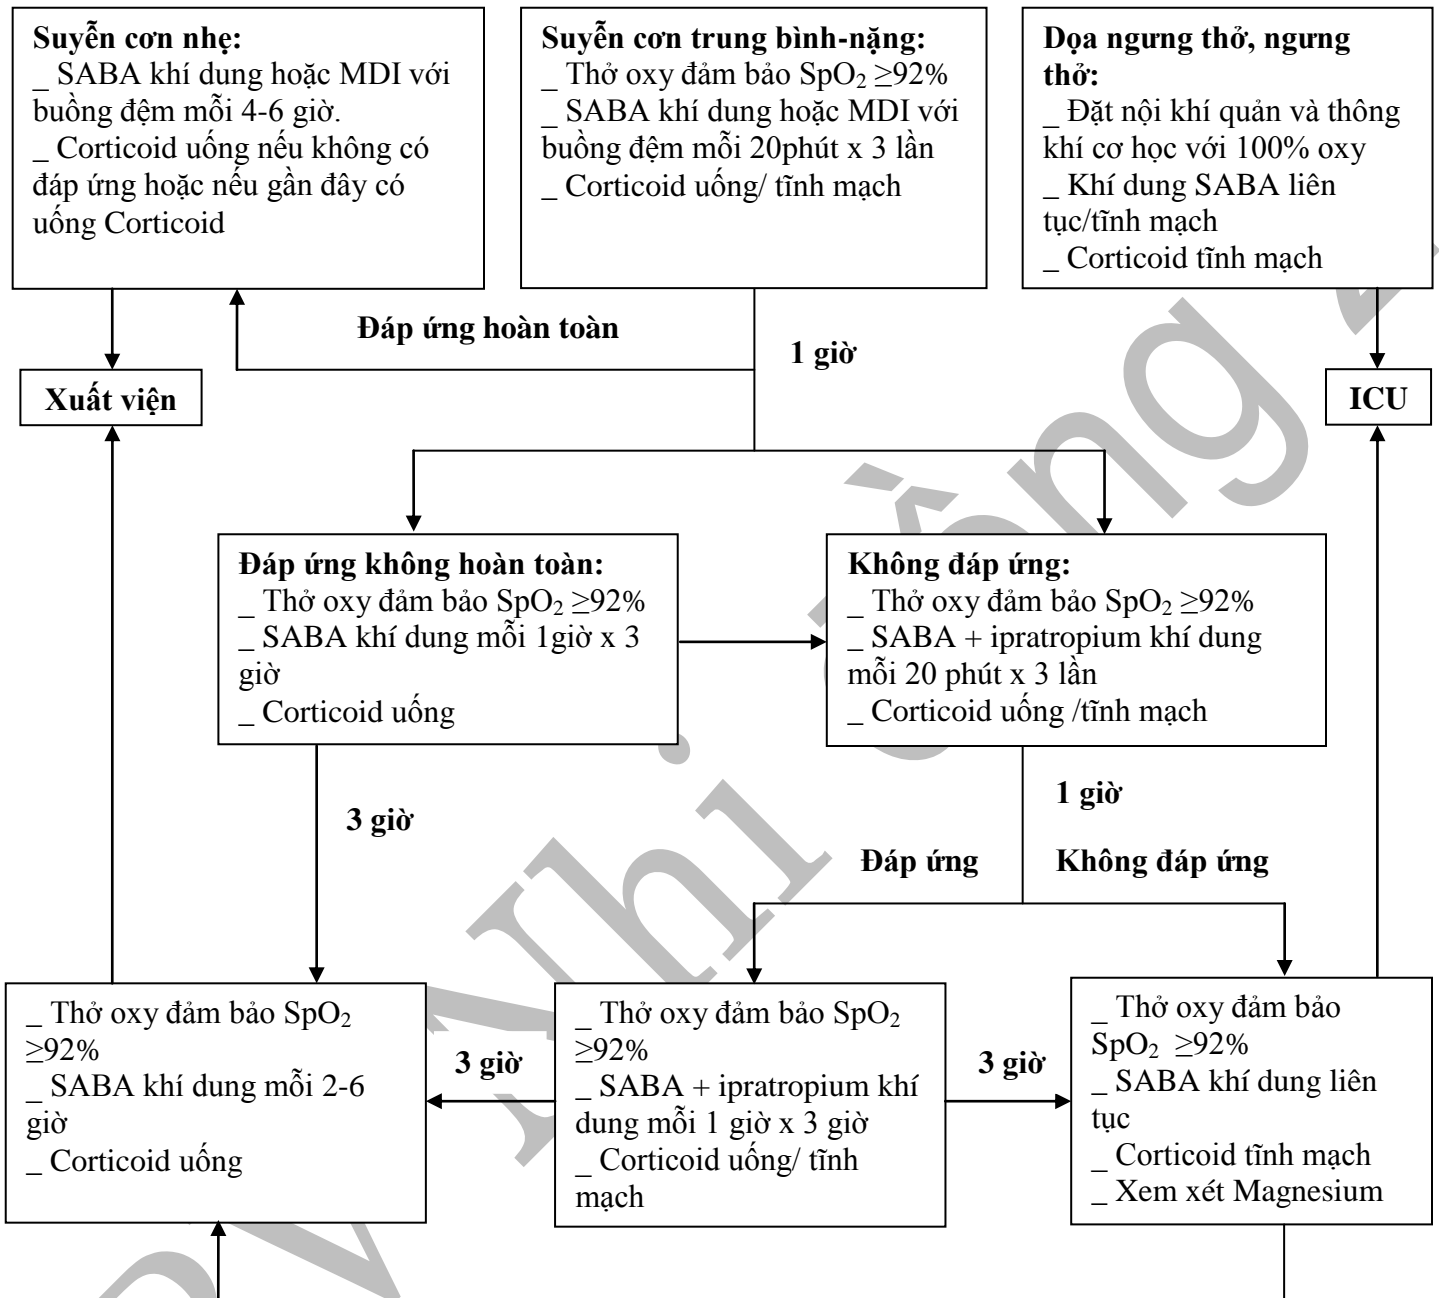 Suyễn cơn nhẹ:
_ SABA khí dung hoặc MDI với
buồng đệm mỗi 4-6 giờ.
_ Corticoid uống nếu không có
đáp ứng hoặc nếu gần đây có
uống Corticoid
Suyễn cơn trung bình-nặng:
_ Thở oxy đảm bảo SpO₂ ≥92%
_ SABA khí dung hoặc MDI với
buồng đệm mỗi 20phút x 3 lần
_ Corticoid uống/ tĩnh mạch
Dọa ngưng thở, ngưng
thở:
_ Đặt nội khí quản và thông
khí cơ học với 100% oxy
_ Khí dung SABA liên
tục/tĩnh mạch
_ Corticoid tĩnh mạch
Đáp ứng hoàn toàn
1 giờ
Xuất viện
ICU
Đáp ứng không hoàn toàn:
_ Thở oxy đảm bảo SpO₂ ≥92%
_ SABA khí dung mỗi 1giờ x 3
giờ
_ Corticoid uống
Không đáp ứng:
_ Thở oxy đảm bảo SpO₂ ≥92%
_ SABA + ipratropium khí dung
mỗi 20 phút x 3 lần
_ Corticoid uống /tĩnh mạch
3 giờ
1 giờ
Đáp ứng
Không đáp ứng
_ Thở oxy đảm bảo SpO₂
≥92%
_ SABA khí dung mỗi 2-6
giờ
_ Corticoid uống
3 giờ
_ Thở oxy đảm bảo SpO₂
≥92%
_ SABA + ipratropium khí
dung mỗi 1 giờ x 3 giờ
_ Corticoid uống/ tĩnh
mạch
3 giờ
_ Thở oxy đảm bảo
SpO₂ ≥92%
_ SABA khí dung liên
tục
_ Corticoid tĩnh mạch
_ Xem xét Magnesium